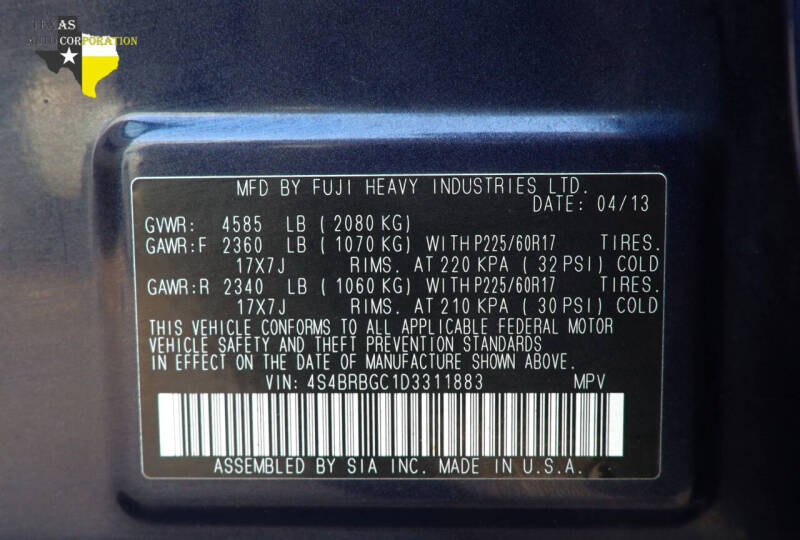 TEXAS
AUTO CORPORATION
MFD BY FUJI HEAVY INDUSTRIES LTD.
DATE: 04/13
GVWR: 4585 LB ( 2080 KG)
GAWR:F 2360 LB ( 1070 KG) WITH P225/60R17 TIRES.
17X7J RIMS. AT 220 KPA ( 32 PSI) COLD
GAWR:R 2340 LB ( 1060 KG) WITH P225/60R17 TIRES.
17X7J RIMS. AT 210 KPA ( 30 PSI) COLD
THIS VEHICLE CONFORMS TO ALL APPLICABLE FEDERAL MOTOR
VEHICLE SAFETY AND THEFT PREVENTION STANDARDS
IN EFFECT ON THE DATE OF MANUFACTURE SHOWN ABOVE.
VIN: 4S4BRBGC1D3311883 MPV
ASSEMBLED BY SIA INC. MADE IN U.S.A.